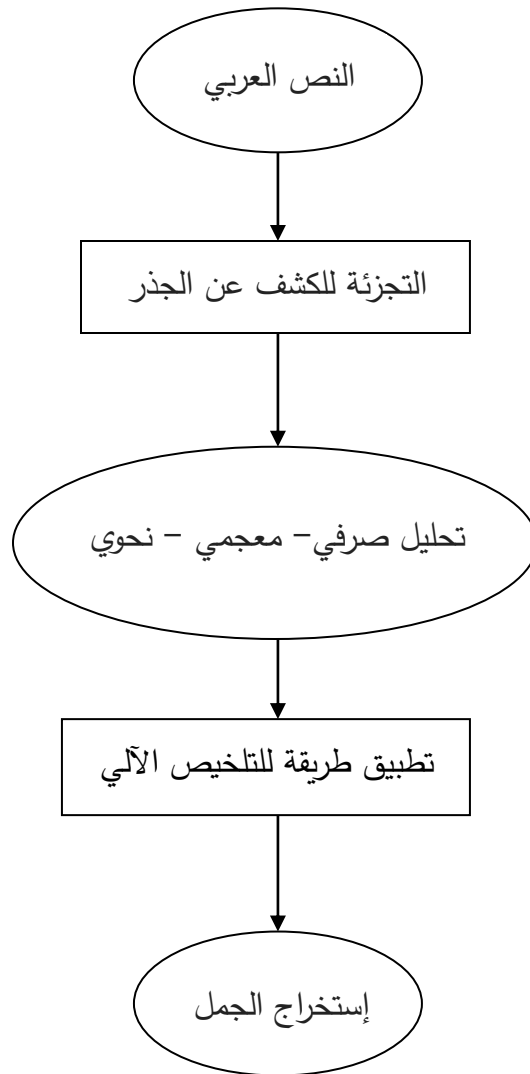 النص العربي
التجزئة للكشف عن الجذر
تحليل صرفي- معجمي - نحوي
تطبيق طريقة للتلخيص الآلي
إستخراج الجمل